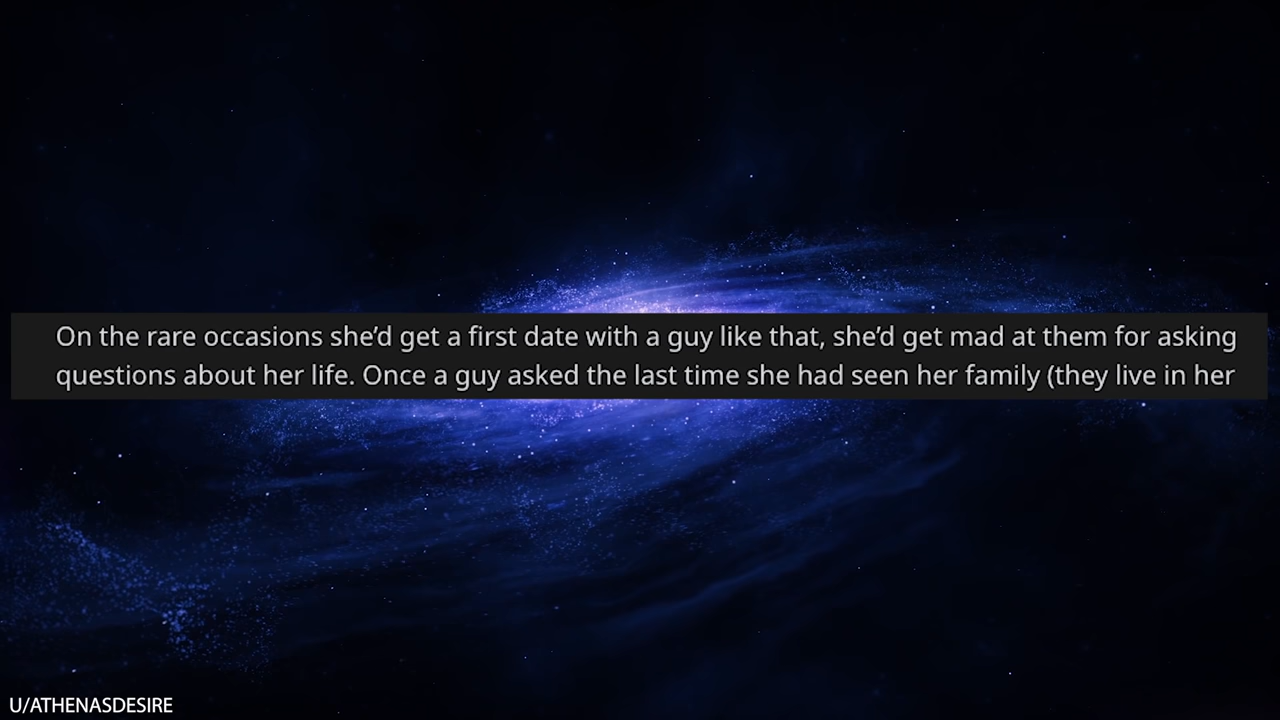 On the rare occasions she’d get a first date with a guy like that, she’d get mad at them for asking
questions about her life. Once a guy asked the last time she had seen her family (they live in her
U/ATHENASDESIRE